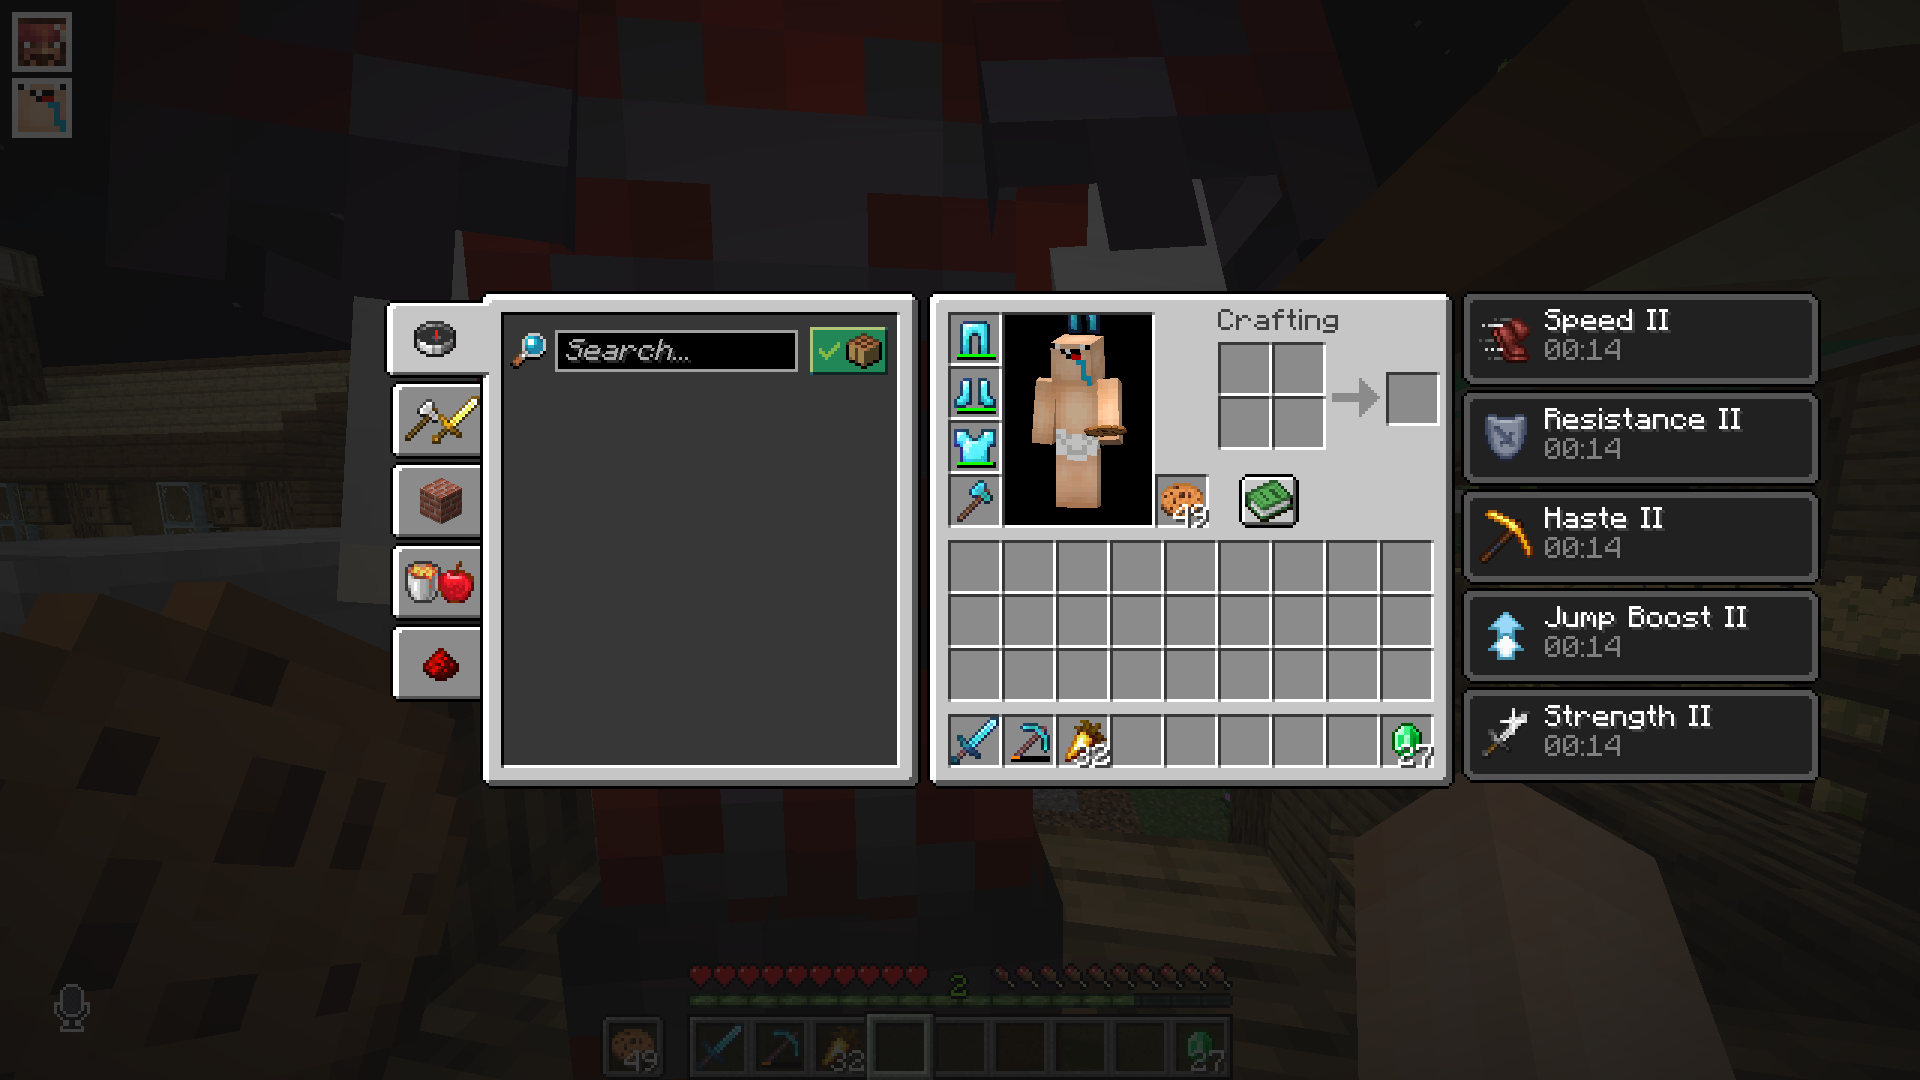 Search...
Crafting
49
32
27
Speed II
00:14
Resistance II
00:14
Haste II
00:14
Jump Boost II
00:14
Strength II
00:14
2
49
32
27